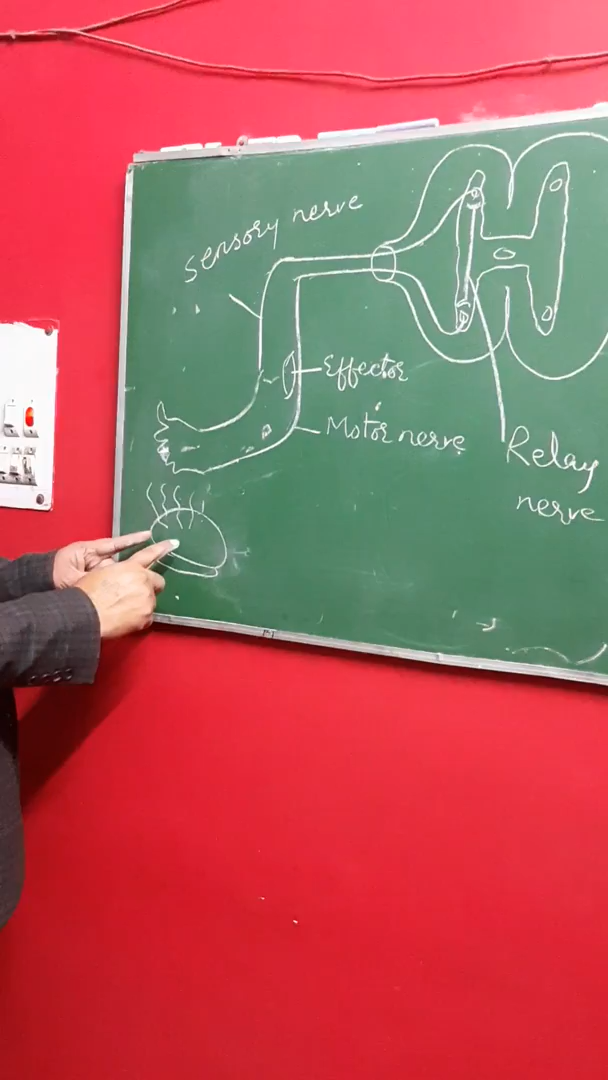 Sensory nerve
Effector
Motor nerve
Relay
nerve